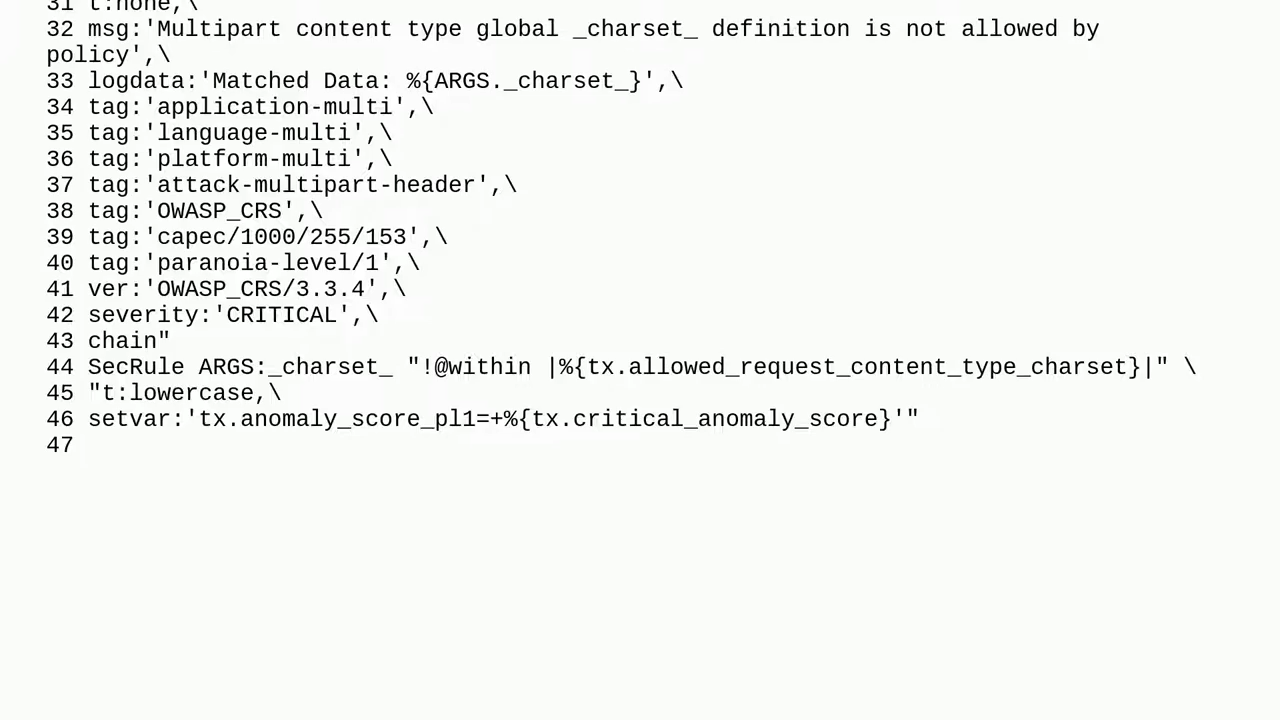 31 t:none,\
32 msg:'Multipart content type global _charset_ definition is not allowed by
policy',\
33 logdata:'Matched Data: %{ARGS._charset_}',\
34 tag:'application-multi',\
35 tag:'language-multi',\
36 tag:'platform-multi',\
37 tag:'attack-multipart-header',\
38 tag:'OWASP_CRS',\
39 tag:'capec/1000/255/153',\
40 tag:'paranoia-level/1',\
41 ver:'OWASP_CRS/3.3.4',\
42 severity:'CRITICAL',\
43 chain"
44 SecRule ARGS:_charset_ "!@within |%{tx.allowed_request_content_type_charset}|" \
45 "t:lowercase,\
46 setvar:'tx.anomaly_score_pl1=+%{tx.critical_anomaly_score}'"
47